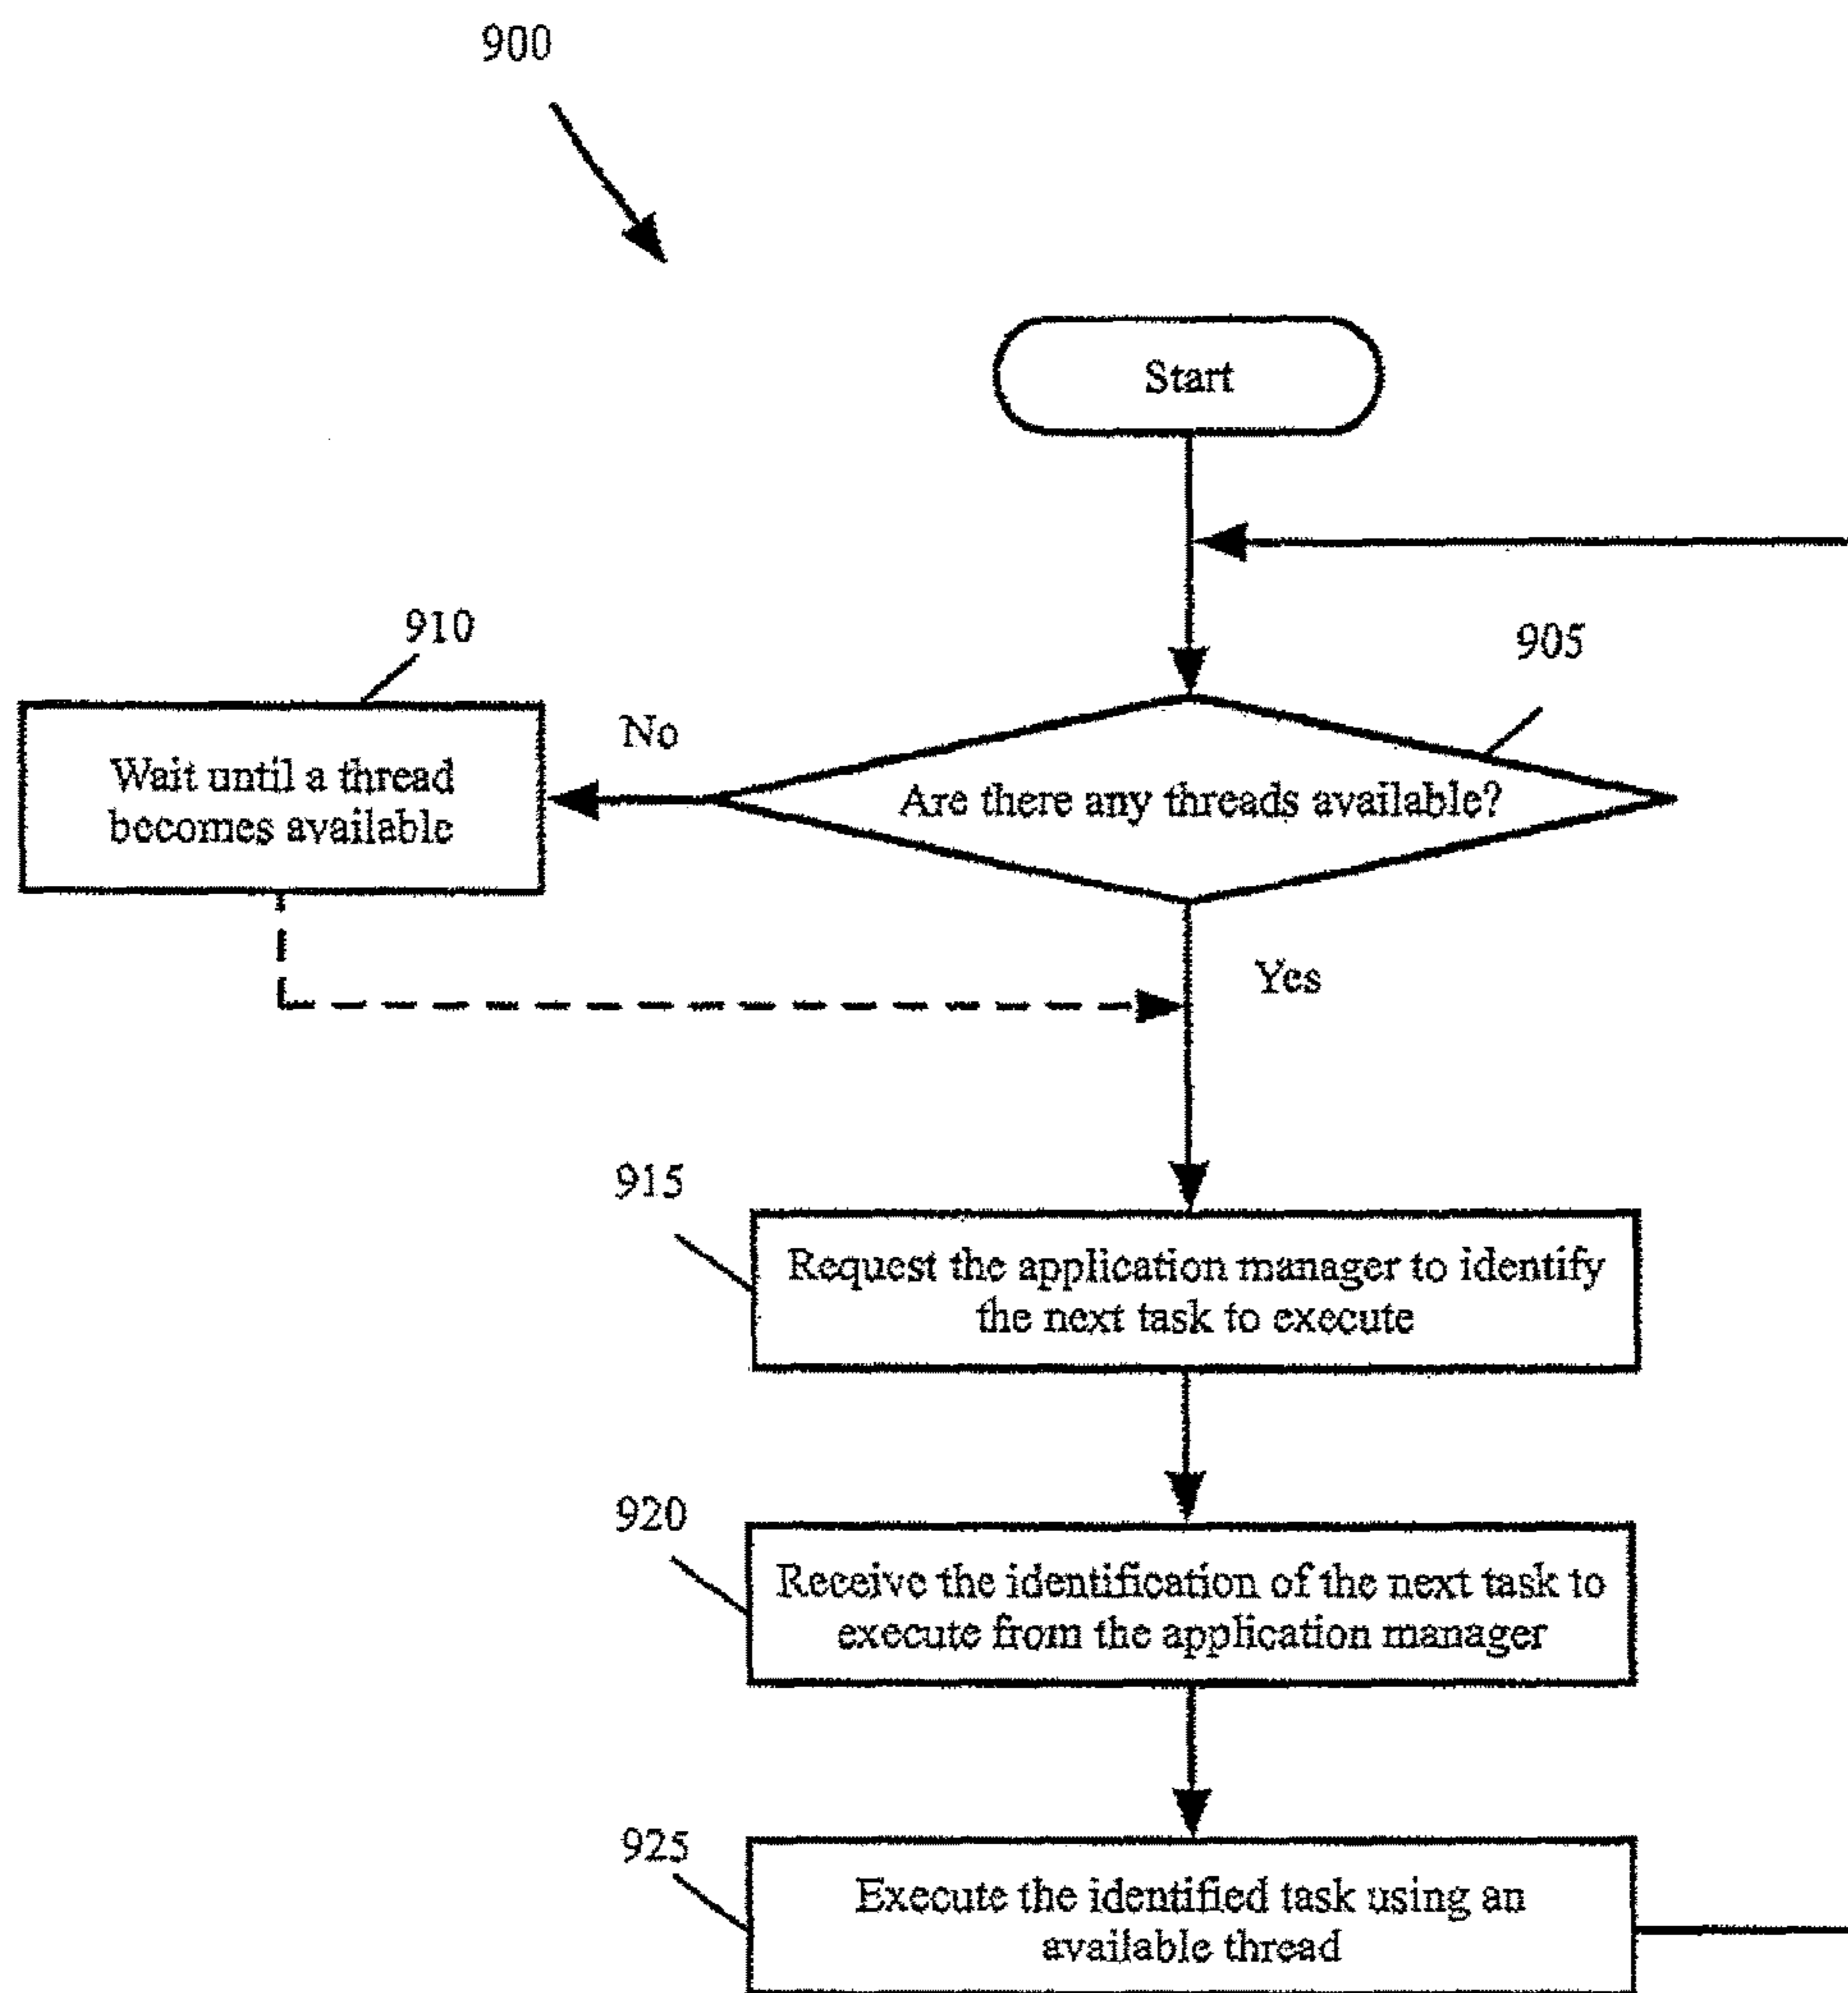 900
Start
910
905
No
Wait until a thread
becomes available
Are there any threads available?
Yes
915
Request the application manager to identify
the next task to execute
920
Receive the identification of the next task to
execute from the application manager
925
Execute the identified task using an
available thread